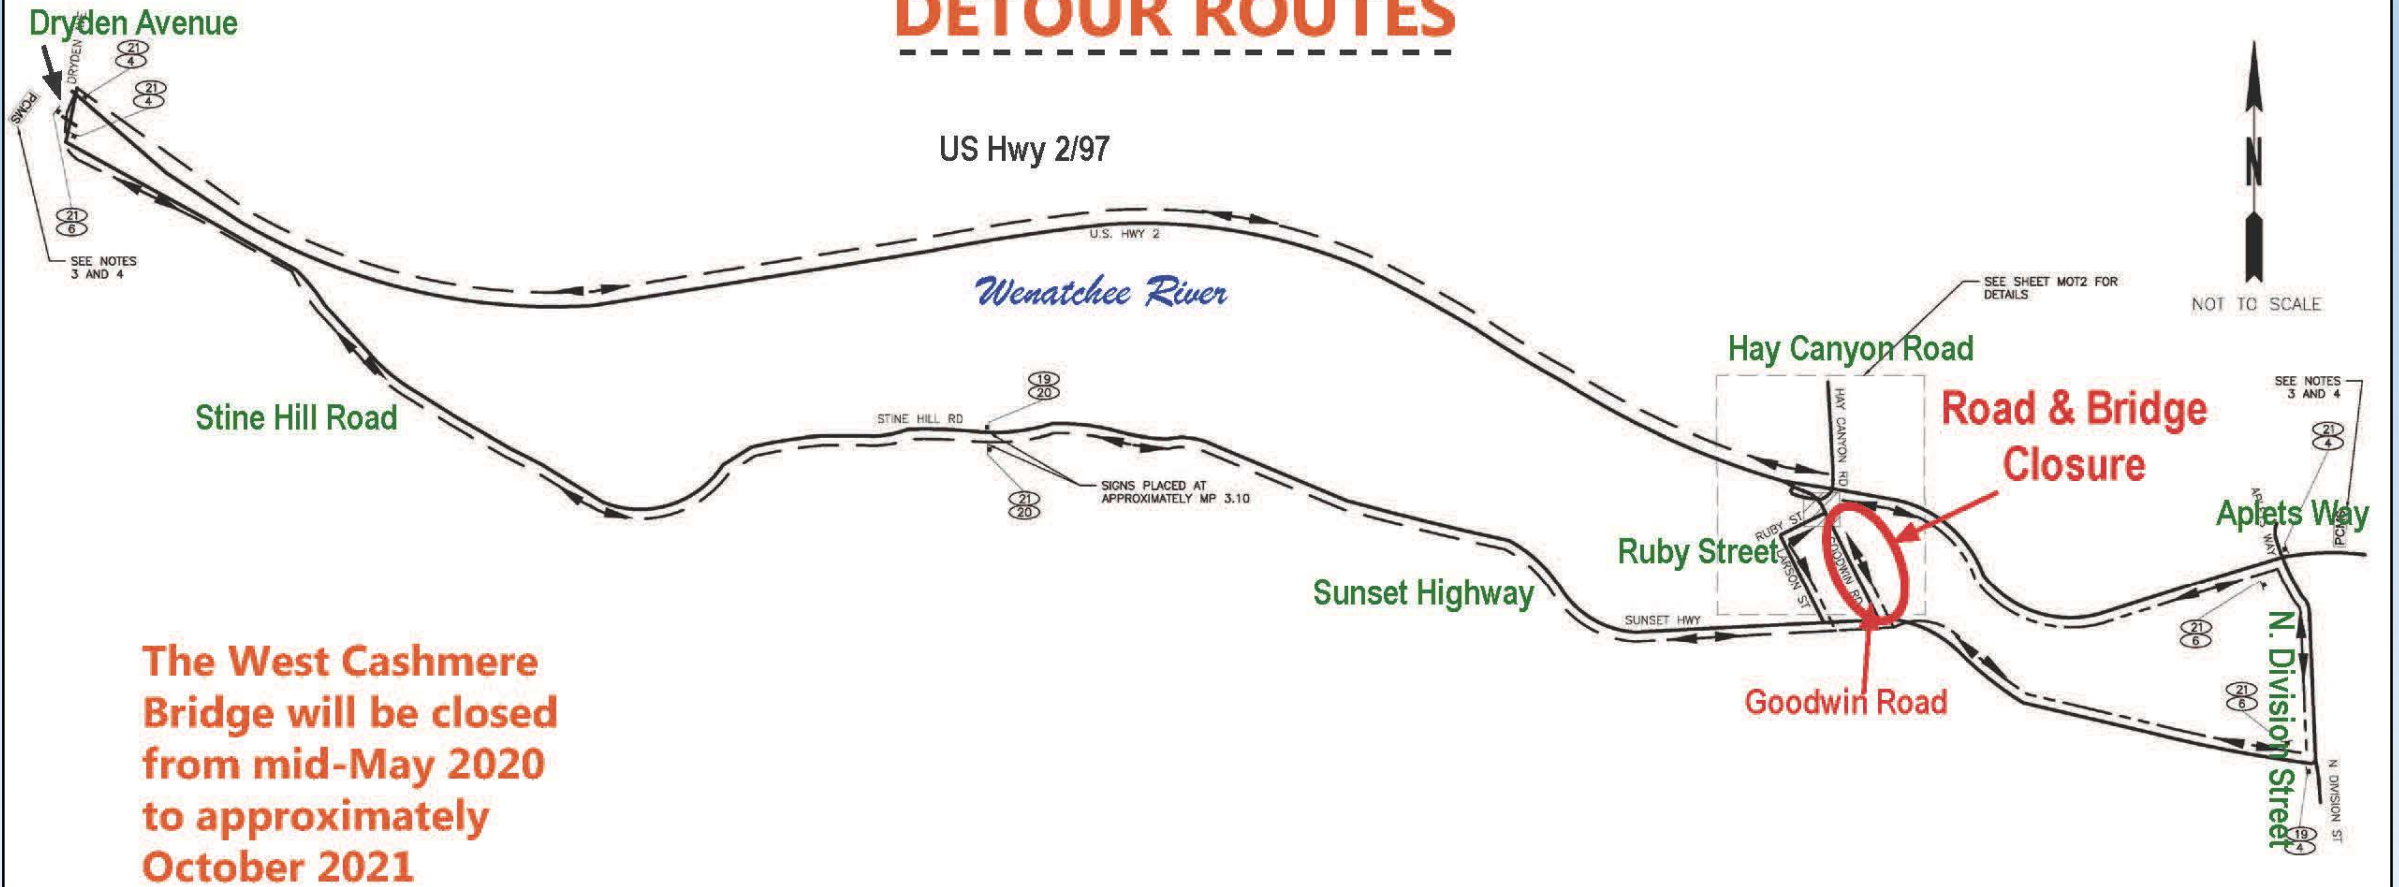 DETOUR ROUTES
Dryden Avenue
DRYDEN AVE
21
4
21
4
PCMS
21
6
SEE NOTES
3 AND 4
US Hwy 2/97
U.S. HWY 2
Wenatchee River
N
NOT TO SCALE
SEE SHEET MOT2 FOR
DETAILS
Hay Canyon Road
HAY CANYON RD
Road & Bridge
Closure
SEE NOTES
3 AND 4
21
4
Aplets Way
APLETS WAY
PCMS
Stine Hill Road
STINE HILL RD
19
20
SIGNS PLACED AT
APPROXIMATELY MP 3.10
21
20
RUBY ST
Ruby Street
LARSON ST
GOODWIN RD
Sunset Highway
SUNSET HWY
21
6
N. Division Street
21
6
Goodwin Road
N DIVISION ST
19
4
The West Cashmere
Bridge will be closed
from mid-May 2020
to approximately
October 2021